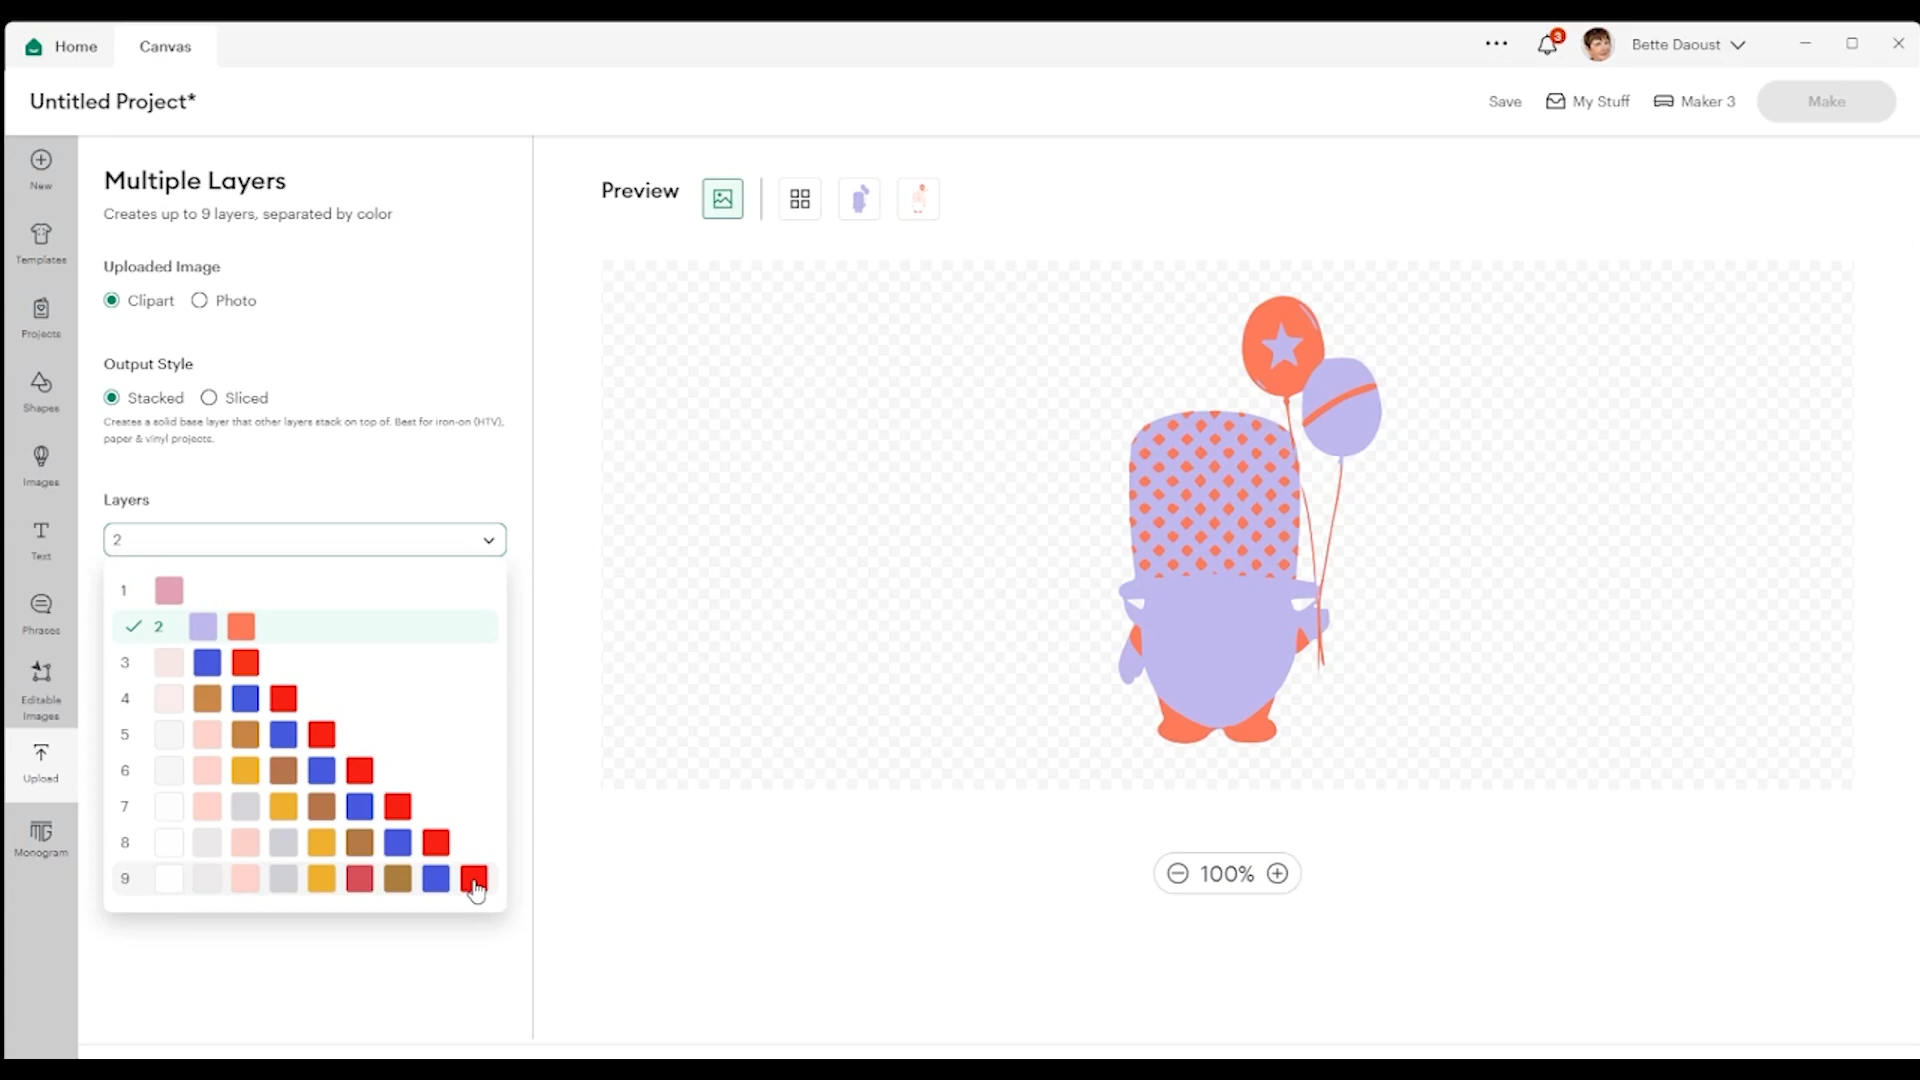 Home
Canvas
3
Bette Daoust
Untitled Project*
Save
My Stuff
Maker 3
Make
New
Templates
Projects
Shapes
Images
Text
Phrases
Editable
Images
Upload
MG
Monogram
Multiple Layers
Creates up to 9 layers, separated by color
Uploaded Image
Clipart
Photo
Output Style
Stacked
Sliced
Creates a solid base layer that other layers stack on top of. Best for iron-on (HTV),
paper & vinyl projects.
Layers
2
1
2
3
4
5
6
7
8
9
Preview
100%